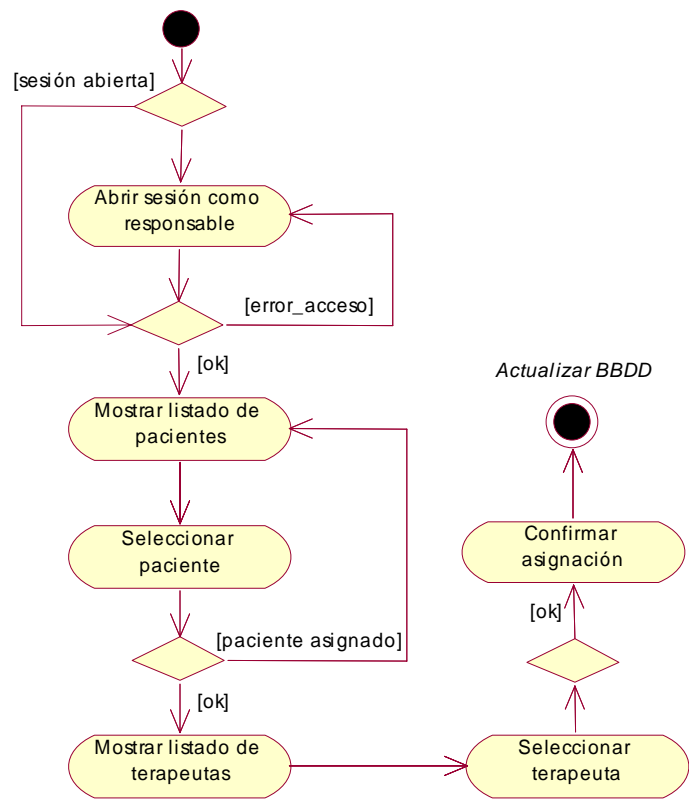 [sesión abierta]
Abrir sesión como
responsable
[error_acceso]
[ok]
Mostrar listado de
pacientes
Seleccionar
paciente
[paciente asignado]
[ok]
Mostrar listado de
terapeutas
Seleccionar
terapeuta
[ok]
Confirmar
asignación
Actualizar BBDD